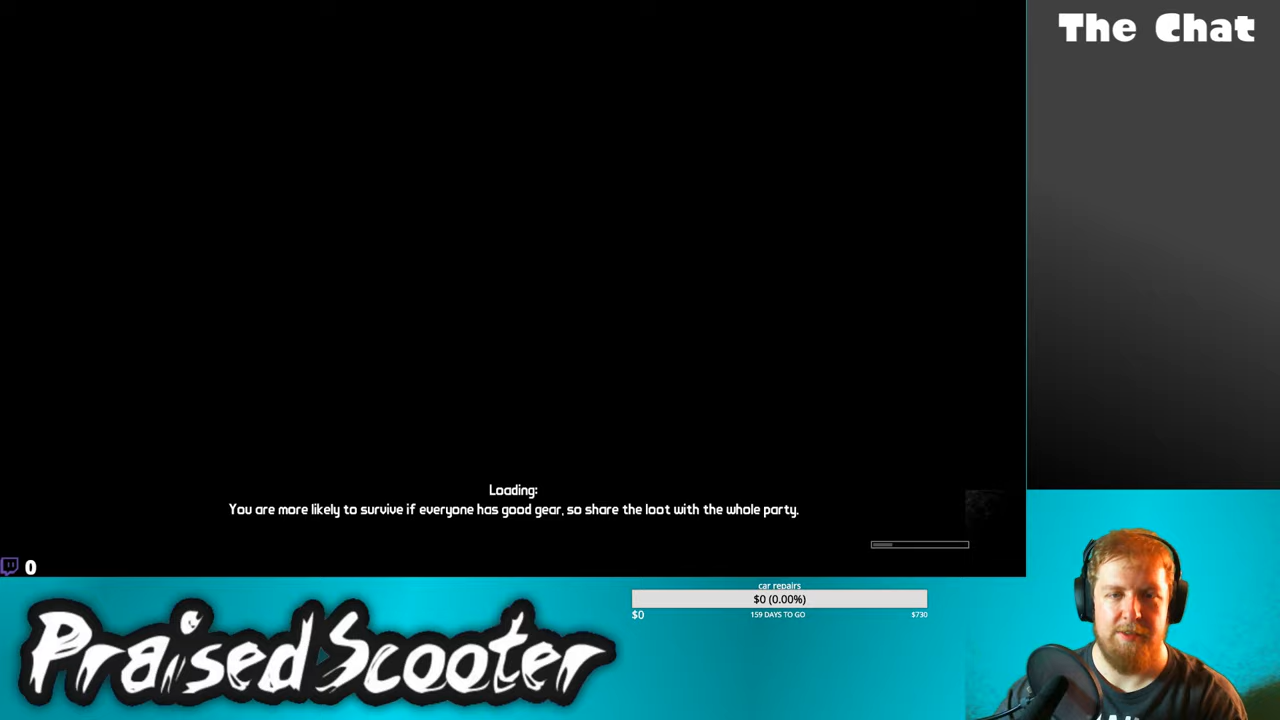 The Chat
Loading:
You are more likely to survive if everyone has good gear, so share the loot with the whole party.
0
car repairs
$0 (0.00%)
$0 159 DAYS TO GO $730
PraisedScooter